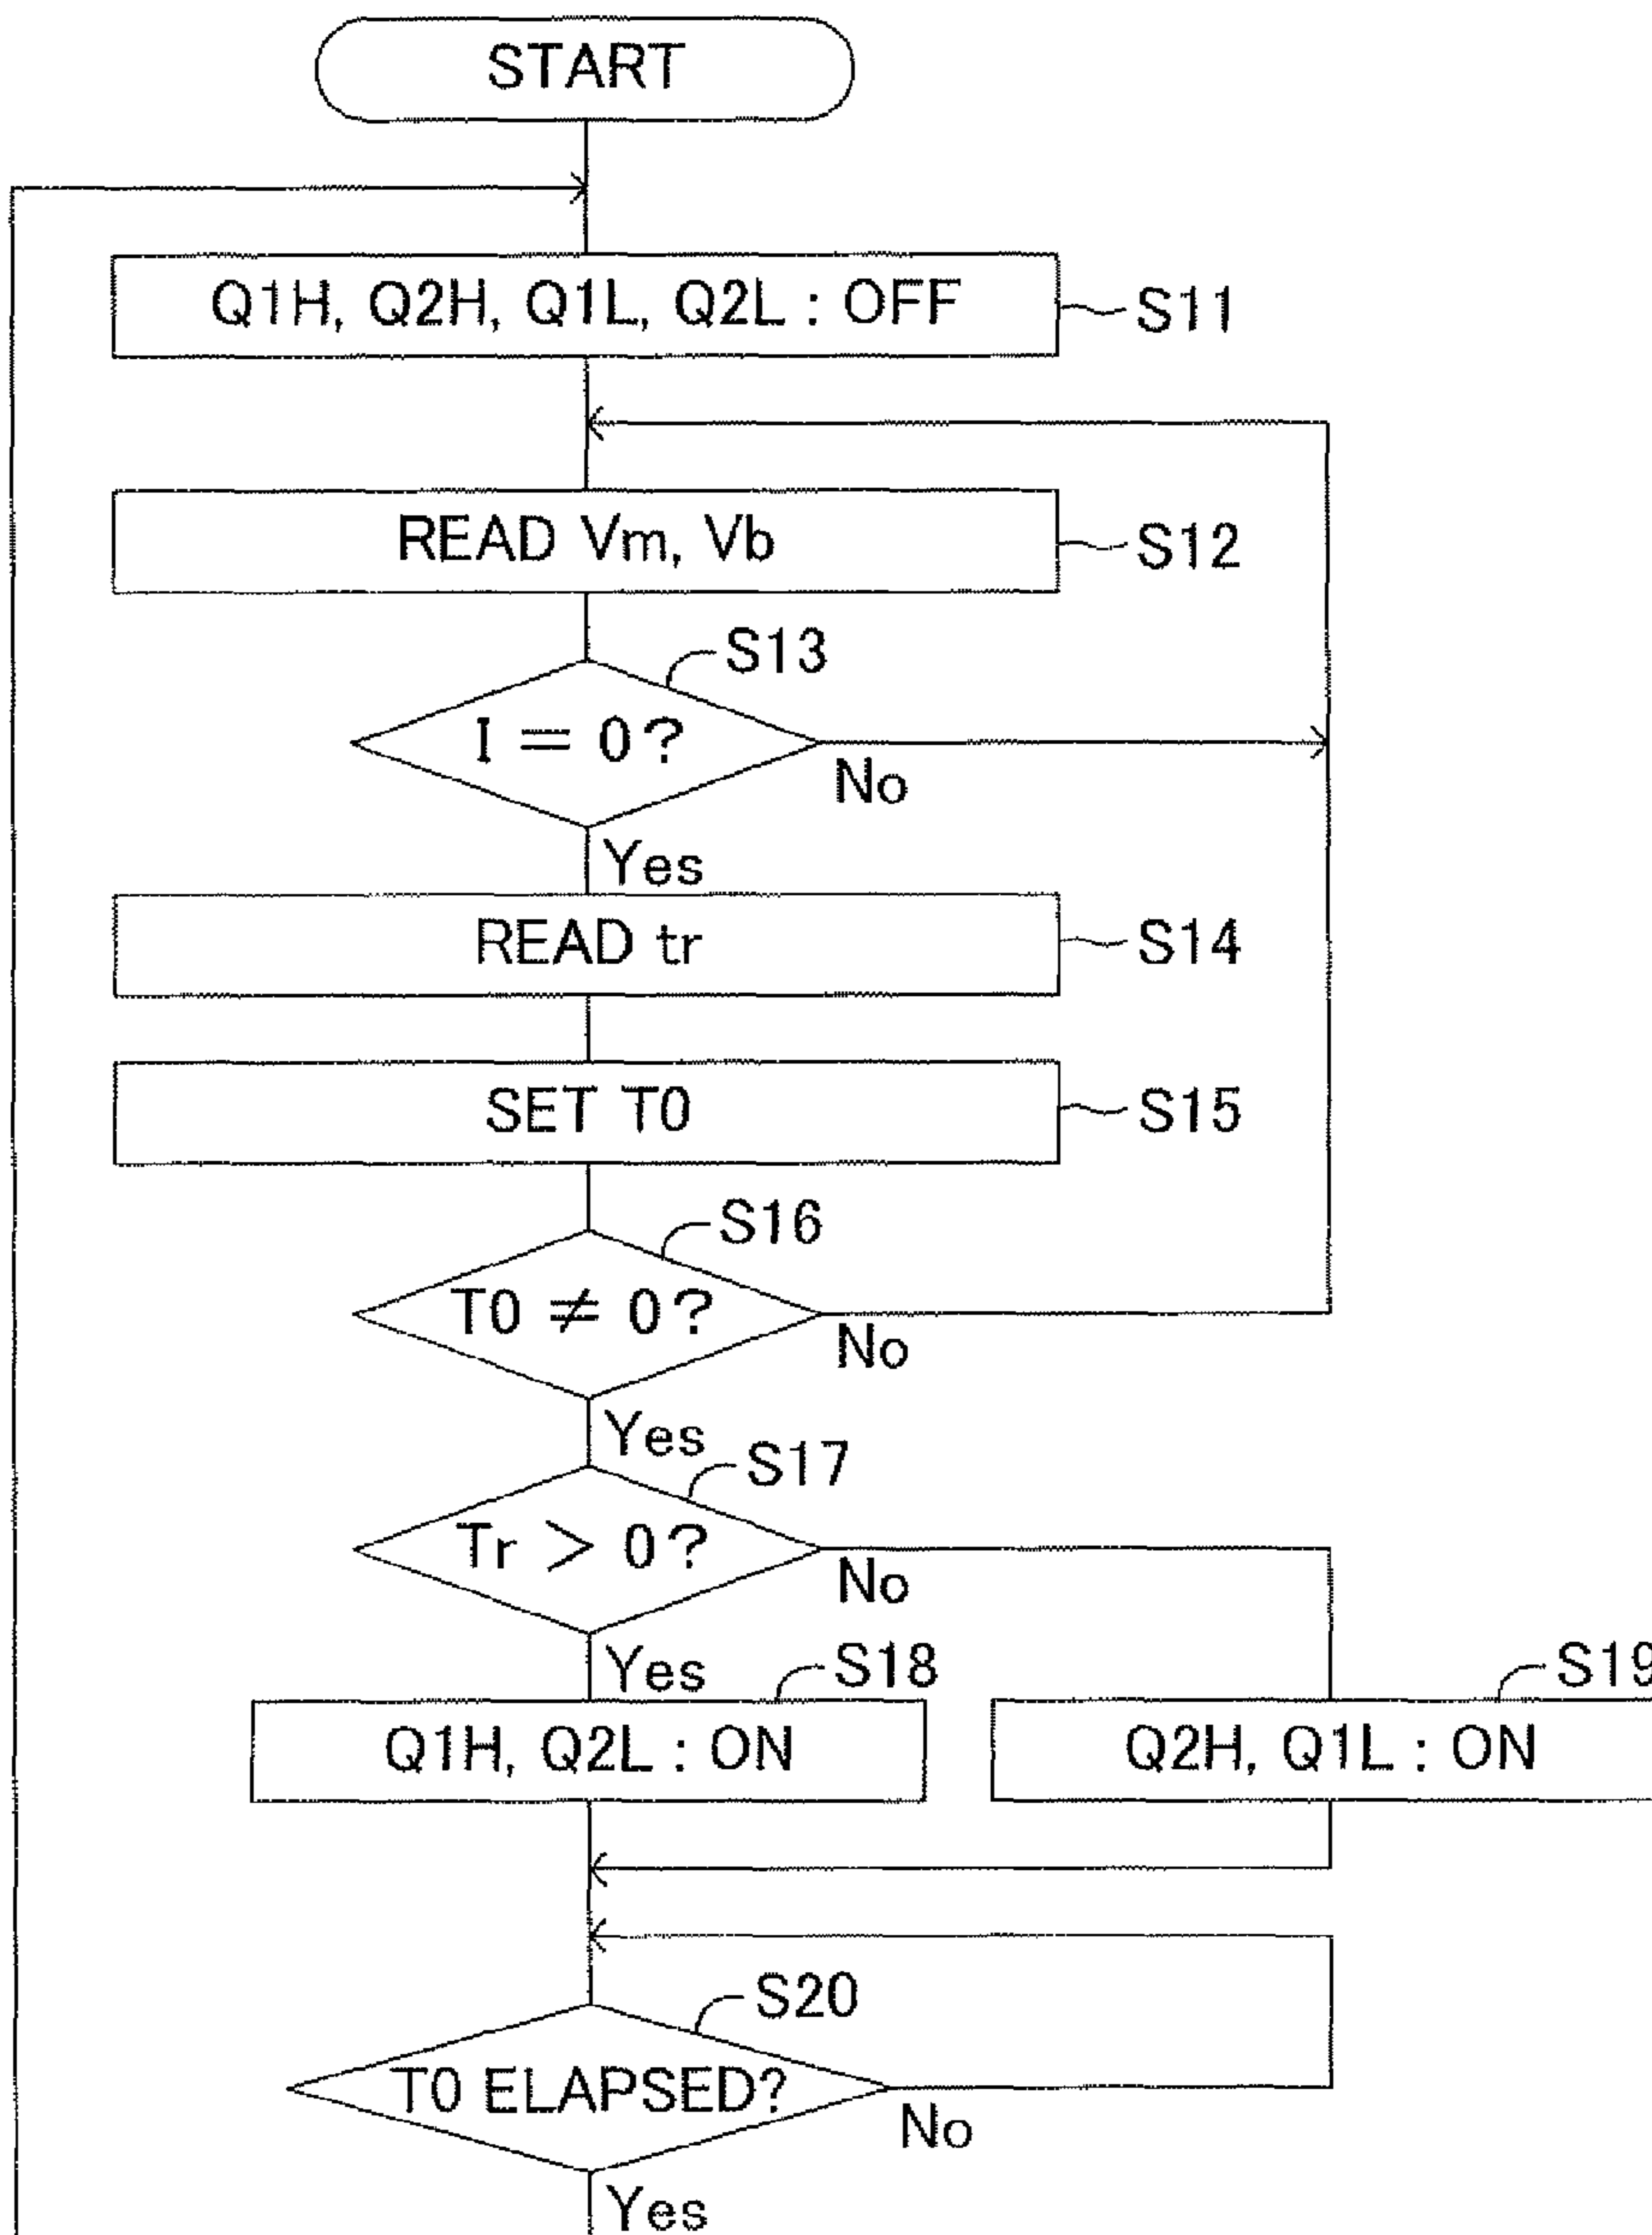 START
Q1H, Q2H, Q1L, Q2L : OFF
S11
READ Vm, Vb
S12
S13
I = 0?
No
Yes
READ tr
S14
SET T0
S15
S16
T0 ≠ 0?
No
Yes
S17
Tr > 0?
No
Yes
S18
S19
Q1H, Q2L : ON
Q2H, Q1L : ON
S20
T0 ELAPSED?
No
Yes